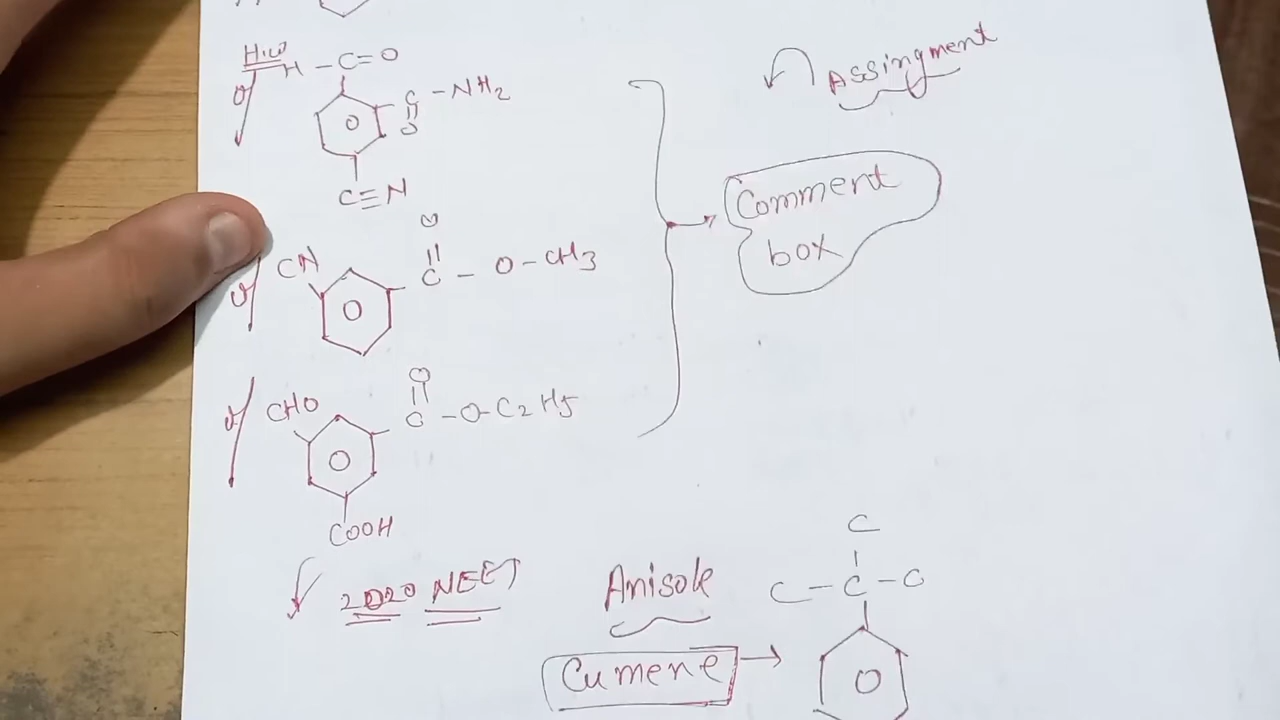 H.W
H - C = O
C - NH2
O
O
C≡N
Assingment
Comment
box
O
CN
C - O - CH3
O
O
CHO
C - O - C2H5
O
COOH
2020 NEET
Anisole
C
C - C - C
Cumene →
O